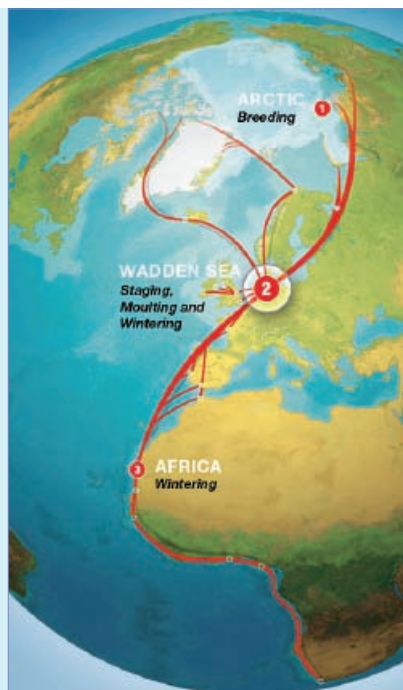 ARCTIC
1
Breeding
WADDEN SEA
2
Staging,
Moulting and
Wintering
3
AFRICA
Wintering